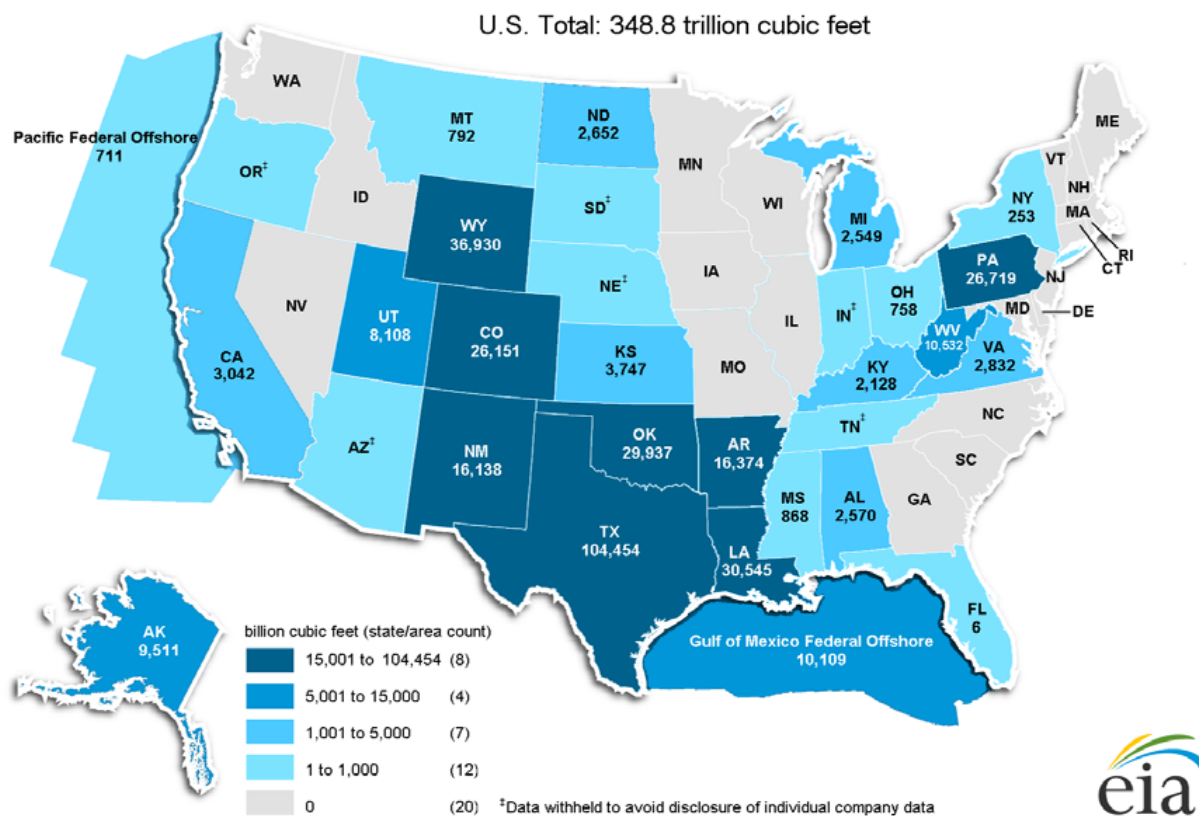 U.S. Total: 348.8 trillion cubic feet
WA
MT
792
ND
2,652
MN
ME
Pacific Federal Offshore
711
OR‡
ID
SD‡
WI
VT
NH
NY
253
MA
MI
2,549
RI
CT
WY
36,930
IA
PA
26,719
NJ
NE‡
NV
IL
IN‡
OH
758
MD
DE
UT
8,108
CO
26,151
WV
10,532
VA
2,832
CA
3,042
KS
3,747
MO
KY
2,128
NC
TN‡
AZ‡
NM
16,138
OK
29,937
AR
16,374
SC
MS
868
AL
2,570
GA
TX
104,454
LA
30,545
FL
6
AK
9,511
Gulf of Mexico Federal Offshore
10,109
billion cubic feet (state/area count)
15,001 to 104,454 (8)
5,001 to 15,000 (4)
1,001 to 5,000 (7)
1 to 1,000 (12)
0 (20)
‡Data withheld to avoid disclosure of individual company data
eia